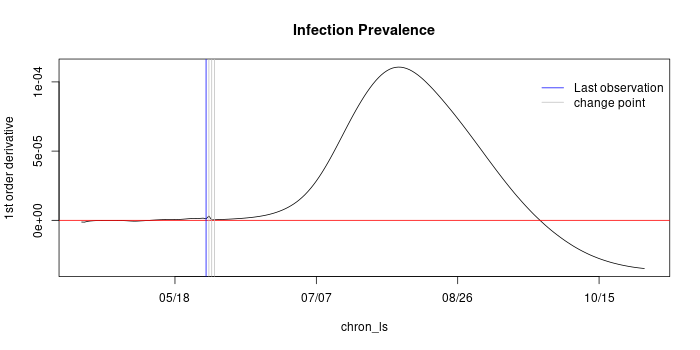 Infection Prevalence
1st order derivative
1e-04
5e-05
0e+00
Last observation
change point
05/18
07/07
08/26
10/15
chron_ls